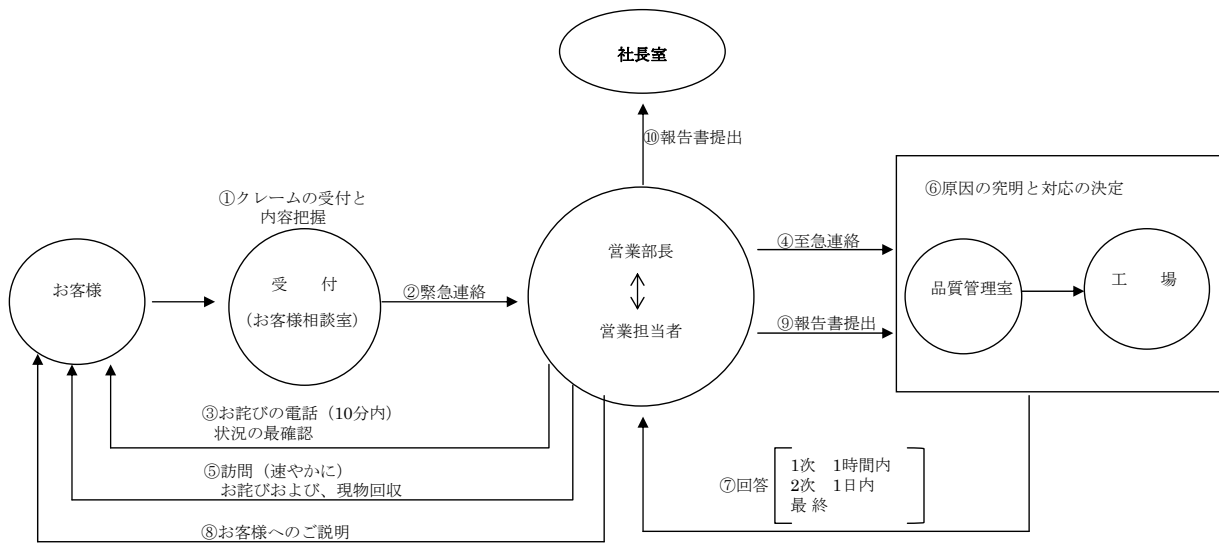 社長室
⑩報告書提出
①クレームの受付と
内容把握
⑥原因の究明と対応の決定
お客様
受　　付
（お客様相談室）
②緊急連絡
営業部長
営業担当者
④至急連絡
⑨報告書提出
品質管理室
工　　場
③お詫びの電話（10分内）
状況の最確認
⑤訪問（速やかに）
お詫びおよび、現物回収
⑧お客様へのご説明
⑦回答
1次　1時間内
2次　1日内
最 終